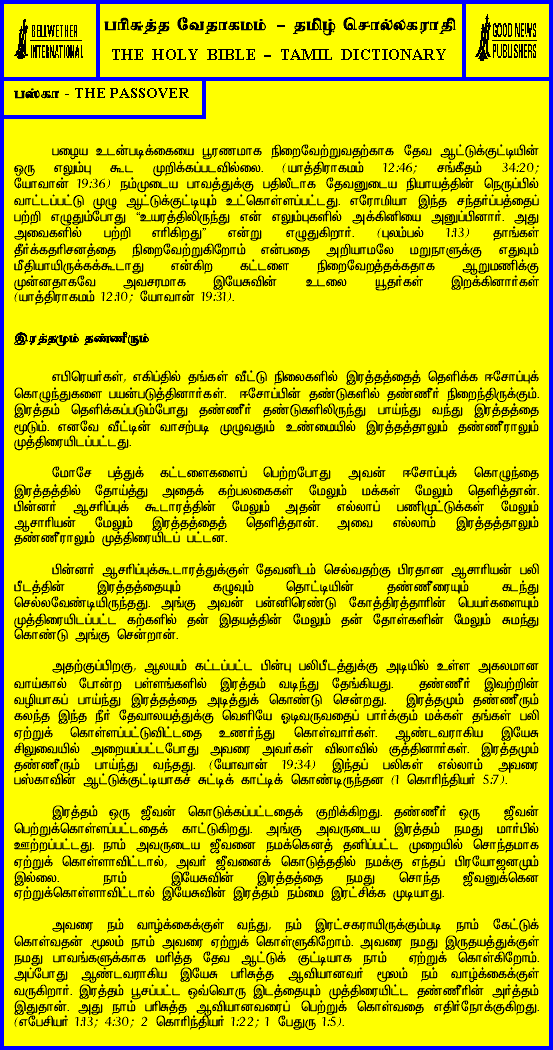 BELLWETHER
INTERNATIONAL
பரிசுத்த வேதாகமம் – தமிழ் சொல்லகராதி
THE HOLY BIBLE – TAMIL DICTIONARY
GOOD NEWS
PUBLISHERS
பஸ்கா - THE PASSOVER
பழைய உடன்படிக்கையை பூரணமாக நிறைவேற்றுவதற்காக தேவ ஆட்டுக்குட்டியின்
ஒரு எலும்பு கூட முறிக்கப்படவில்லை. (யாத்திராகமம் 12:46; சங்கீதம் 34:20;
யோவான் 19:36) நம்முடைய பாவத்துக்கு பதிலீடாக தேவனுடைய நியாயத்தின் நெருப்பில்
வாட்டப்பட்டு முழு ஆட்டுக்குட்டியும் உட்கொள்ளப்பட்டது. எரேமியா இந்த சந்தர்ப்பத்தைப்
பற்றி எழுதும்போது “உயரத்திலிருந்து என் எலும்புகளில் அக்கினியை அனுப்பினார். அது
அவைகளில் பற்றி எரிகிறது” என்று எழுதுகிறார். (புலம்பல் 1:13) தாங்கள்
தீர்க்கதரிசனத்தை நிறைவேற்றுகிறோம் என்பதை அறியாமலே மறுநாளுக்கு எதுவும்
மீதியாயிருக்கக்கூடாது என்கிற கட்டளை நிறைவேறத்தக்கதாக ஆறுமணிக்கு
முன்னதாகவே அவசரமாக இயேசுவின் உடலை யூதர்கள் இறக்கினார்கள்
(யாத்திராகமம் 12:10; யோவான் 19:31).
இரத்தமும் தண்ணீரும்
எபிரெயர்கள், எகிப்தில் தங்கள் வீட்டு நிலைகளில் இரத்தத்தைத் தெளிக்க ஈசோப்புக்
கொழுந்துகளை பயன்படுத்தினார்கள். ஈசோப்பின் தண்டுகளில் தண்ணீர் நிறைந்திருக்கும்.
இரத்தம் தெளிக்கப்படும்போது தண்ணீர் தண்டுகளிலிருந்து பாய்ந்து வந்து இரத்தத்தை
மூடும். எனவே வீட்டின் வாசற்படி முழுவதும் உண்மையில் இரத்தத்தாலும் தண்ணீராலும்
முத்திரையிடப்பட்டது.
மோசே பத்துக் கட்டளைகளைப் பெற்றபோது அவன் ஈசோப்புக் கொழுந்தை
இரத்தத்தில் தோய்த்து அதைக் கற்பலகைகள் மேலும் மக்கள் மேலும் தெளித்தான்.
பின்னர் ஆசரிப்புக் கூடாரத்தின் மேலும் அதன் எல்லாப் பணிமுட்டுக்கள் மேலும்
ஆசாரியன் மேலும் இரத்தத்தைத் தெளித்தான். அவை எல்லாம் இரத்தத்தாலும்
தண்ணீராலும் முத்திரையிடப் பட்டன.
பின்னர் ஆசரிப்புக்கூடாரத்துக்குள் தேவனிடம் செல்வதற்கு பிரதான ஆசாரியன் பலி
பீடத்தின் இரத்தத்தையும் கழுவும் தொட்டியின் தண்ணீரையும் கடந்து
செல்லவேண்டியிருந்தது. அங்கு அவன் பன்னிரெண்டு கோத்திரத்தாரின் பெயர்களையும்
முத்திரையிடப்பட்ட கற்களில் தன் இதயத்தின் மேலும் தன் தோள்களின் மேலும் சுமந்து
கொண்டு அங்கு சென்றான்.
அதற்குப்பிறகு, ஆலயம் கட்டப்பட்ட பின்பு பலிபீடத்துக்கு அடியில் உள்ள அகலமான
வாய்கால் போன்ற பள்ளங்களில் இரத்தம் வடிந்து தேங்கியது. தண்ணீர் இவற்றின்
வழியாகப் பாய்ந்து இரத்தத்தை அடித்துக் கொண்டு சென்றது. இரத்தமும் தண்ணீரும்
கலந்த இந்த நீர் தேவாலயத்துக்கு வெளியே ஓடிவருவதைப் பார்க்கும் மக்கள் தங்கள் பலி
ஏற்றுக் கொள்ளப்பட்டுவிட்டதை உணர்ந்து கொள்வார்கள். ஆண்டவராகிய இயேசு
சிலுவையில் அறையப்பட்டபோது அவரை அவர்கள் விலாவில் குத்தினார்கள். இரத்தமும்
தண்ணீரும் பாய்ந்து வந்தது. (யோவான் 19:34) இந்தப் பலிகள் எல்லாம் அவரை
பஸ்காவின் ஆட்டுக்குட்டியாகச் சுட்டிக் காட்டிக் கொண்டிருந்தன (1 கொரிந்தியர் 5:7).
இரத்தம் ஒரு ஜீவன் கொடுக்கப்பட்டதைக் குறிக்கிறது. தண்ணீர் ஒரு ஜீவன்
பெற்றுக்கொள்ளப்பட்டதைக் காட்டுகிறது. அங்கு அவருடைய இரத்தம் நமது மார்பில்
ஊற்றப்பட்டது. நாம் அவருடைய ஜீவனை நமக்கெனத் தனிப்பட்ட முறையில் சொந்தமாக
ஏற்றுக் கொள்ளாவிட்டால், அவர் ஜீவனைக் கொடுத்ததில் நமக்கு எந்தப் பிரயோஜனமும்
இல்லை. நாம் இயேசுவின் இரத்தத்தை நமது சொந்த ஜீவனுக்கென
ஏற்றுக்கொள்ளாவிட்டால் இயேசுவின் இரத்தம் நம்மை இரட்சிக்க முடியாது.
அவரை நம் வாழ்க்கைக்குள் வந்து, நம் இரட்சகராயிருக்கும்படி நாம் கேட்டுக்
கொள்வதன் மூலம் நாம் அவரை ஏற்றுக் கொள்ளுகிறோம். அவரை நமது இருதயத்துக்குள்
நமது பாவங்களுக்காக மரித்த தேவ ஆட்டுக் குட்டியாக நாம் ஏற்றுக் கொள்கிறோம்.
அப்போது ஆண்டவராகிய இயேசு பரிசுத்த ஆவியானவர் மூலம் நம் வாழ்க்கைக்குள்
வருகிறார். இரத்தம் பூசப்பட்ட ஒவ்வொரு இடத்தையும் முத்திரையிட்ட தண்ணீரின் அர்த்தம்
இதுதான். அது நாம் பரிசுத்த ஆவியானவரைப் பெற்றுக் கொள்வதை எதிர்நோக்குகிறது.
(எபேசியர் 1:13; 4:30; 2 கொரிந்தியர் 1:22; 1 பேதுரு 1:5).